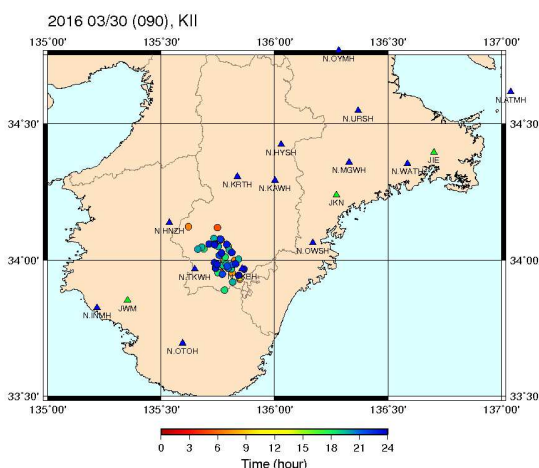 2016 03/30 (090), KII
135˚00' 135˚30' 136˚00' 136˚30' 137˚00'
N.OYMH
N.ATMH
N.URSH
34˚30' 34˚30'
N.HYSH
JIE
N.MGWH N.WATH
N.KRTH N.KAWH
JKN
N.HNZH
N.OWSH
34˚00' 34˚00'
N.TKWH
JWM
N.INMH
N.OTOH
33˚30' 33˚30'
135˚00' 135˚30' 136˚00' 136˚30' 137˚00'
0 3 6 9 12 15 18 21 24
Time (hour)